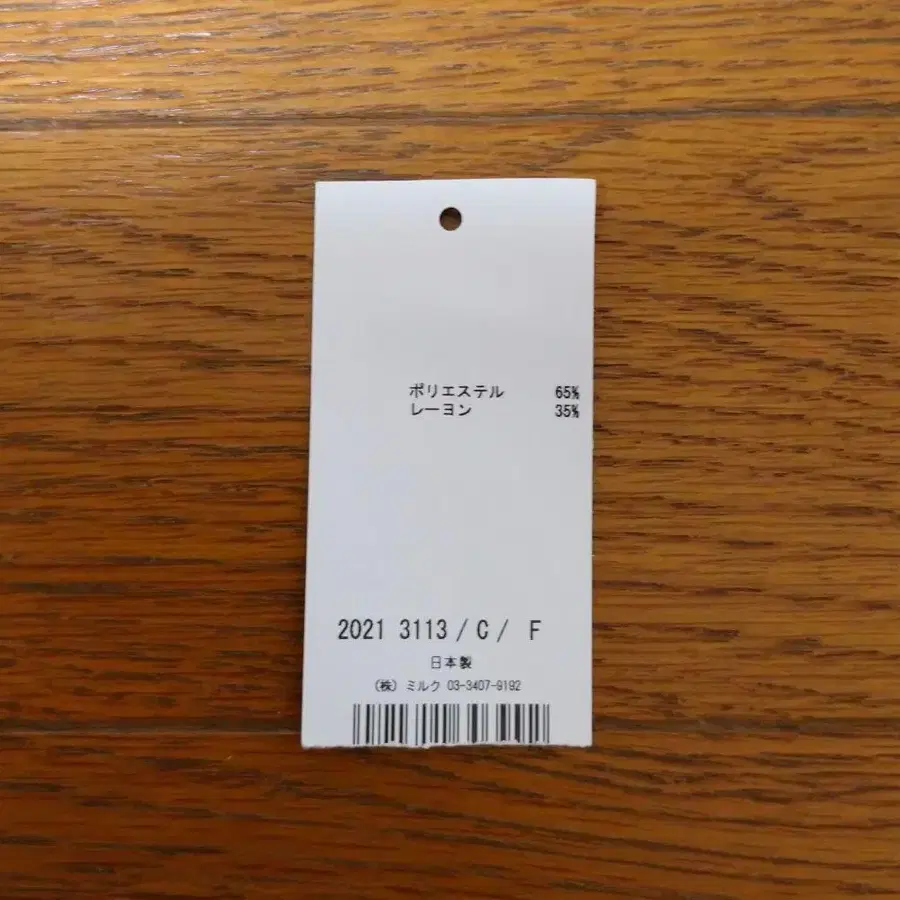 ポリエステル 65%
レーヨン 35%
2021 3113 / C / F
日本製
(株) ミルク 03-3407-9192